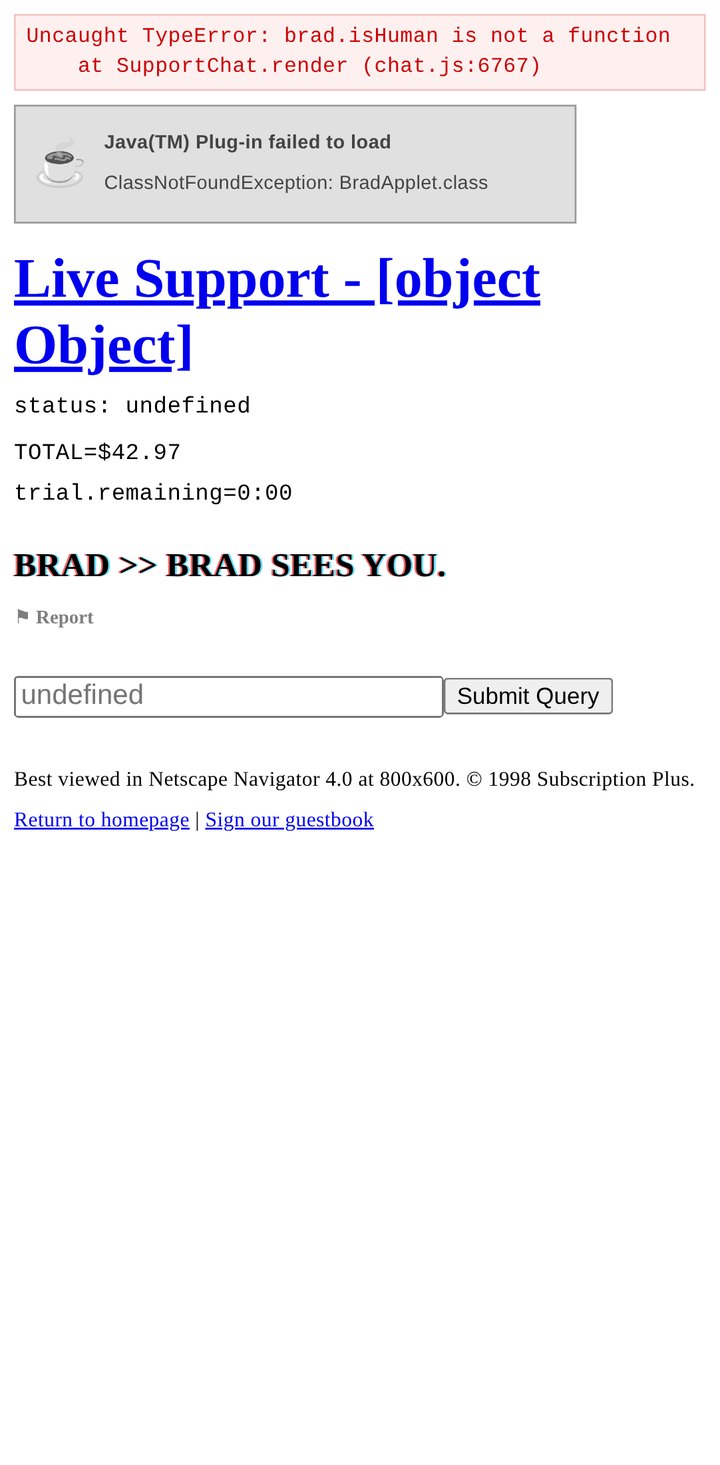 Uncaught TypeError: brad.isHuman is not a function
at SupportChat.render (chat.js:6767)
Java(TM) Plug-in failed to load
ClassNotFoundException: BradApplet.class
Live Support - [object
Object]
status: undefined
TOTAL=$42.97
trial.remaining=0:00
BRAD >> BRAD SEES YOU.
⚑ Report
undefined Submit Query
Best viewed in Netscape Navigator 4.0 at 800x600. © 1998 Subscription Plus.
Return to homepage | Sign our guestbook